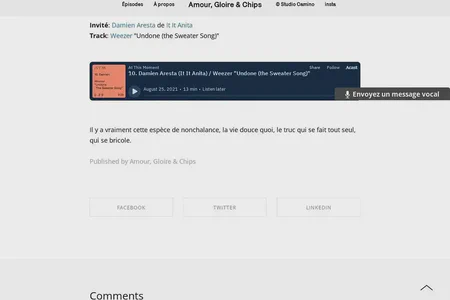 Épisodes À propos Amour, Gloire & Chips © Studio Camino insta
Invité: Damien Aresta de It It Anita
Track: Weezer "Undone (the Sweater Song)"
At This Moment Share Follow Acast
10. Damien Aresta (It It Anita) / Weezer "Undone (the Sweater Song)"
August 25, 2021 • 13 min • Listen later
Envoyez un message vocal
Il y a vraiment cette espèce de nonchalance, la vie douce quoi, le truc qui se fait tout seul,
qui se bricole.
Published by Amour, Gloire & Chips
FACEBOOK TWITTER LINKEDIN
Comments